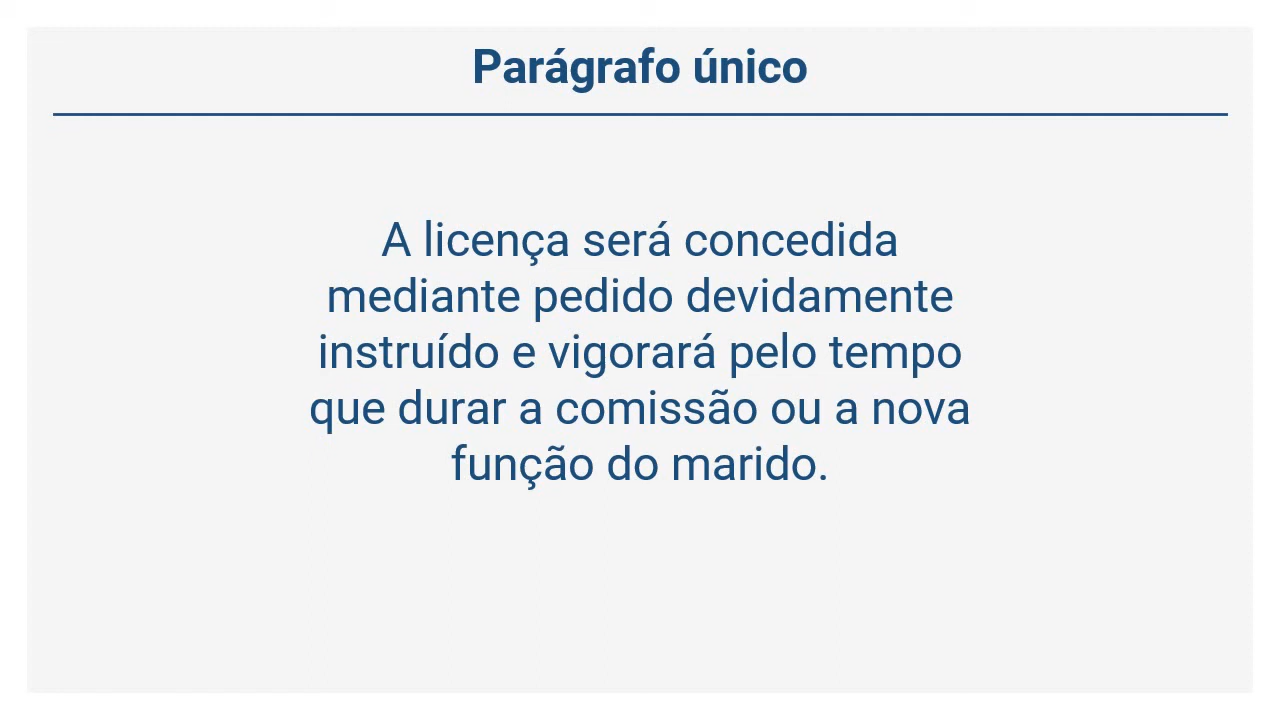 Parágrafo único
A licença será concedida
mediante pedido devidamente
instruído e vigorará pelo tempo
que durar a comissão ou a nova
função do marido.